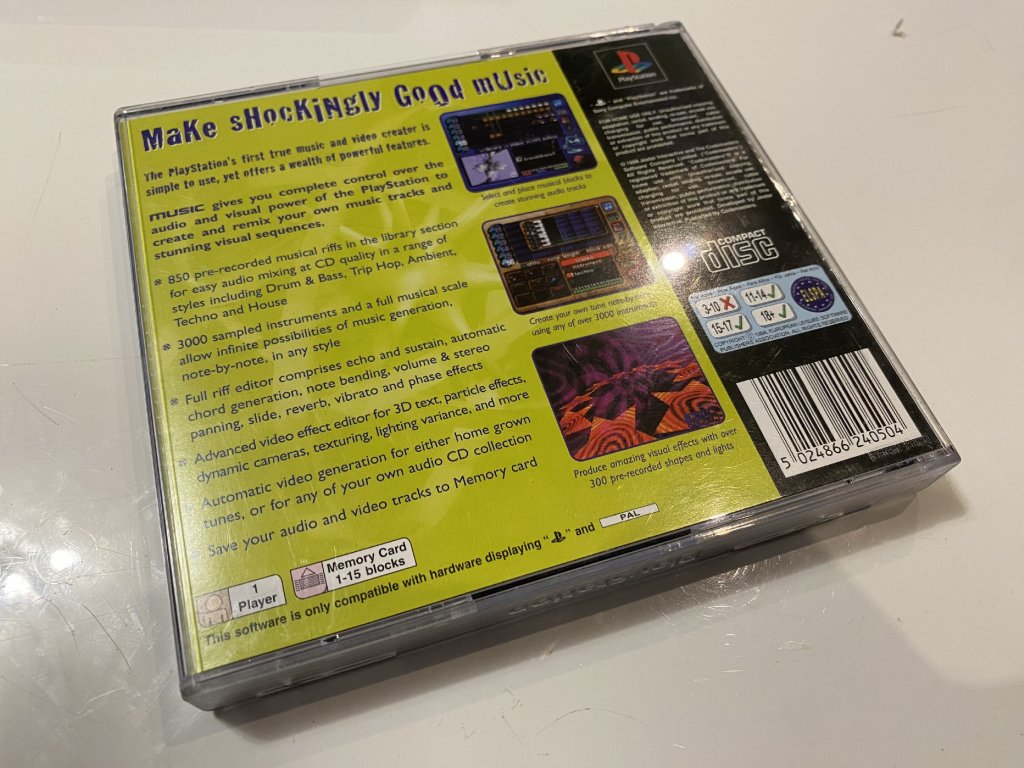 MaKe sHocKiNgly GoOd mUsic
The PlayStation's first true music and video creator is
simple to use, yet offers a wealth of powerful features.
MUSIC gives you complete control over the
audio and visual power of the PlayStation to
create and remix your own music tracks and
stunning visual sequences.
850 pre-recorded musical riffs in the library section
for easy audio mixing at CD quality in a range of
styles including Drum & Bass, Trip Hop, Ambient,
Techno and House
3000 sampled instruments and a full musical scale
allow infinite possibilities of music generation,
note-by-note, in any style
Full riff editor comprises echo and sustain, automatic
chord generation, note bending, volume & stereo
panning, slide, reverb, vibrato and phase effects
Advanced video effect editor for 3D text, particle effects,
dynamic cameras, texturing, lighting variance, and more
Automatic video generation for either home grown
tunes, or for any of your own audio CD collection
Save your audio and video tracks to Memory card
1
Player
Memory Card
1-15 blocks
This software is only compatible with hardware displaying " " and PAL
Select and place musical blocks to
create stunning audio tracks
Create your own tune note-by-note
using any of over 3000 instruments
Produce amazing visual effects with over
300 pre-recorded shapes and lights
PlayStation
COMPACT
disc
3-10
11-14
15-17
18+
ELSPA
COPYRIGHT © 1994, EUROPEAN LEISURE SOFTWARE
PUBLISHERS ASSOCIATION. ALL RIGHTS RESERVED
5 024866 240504